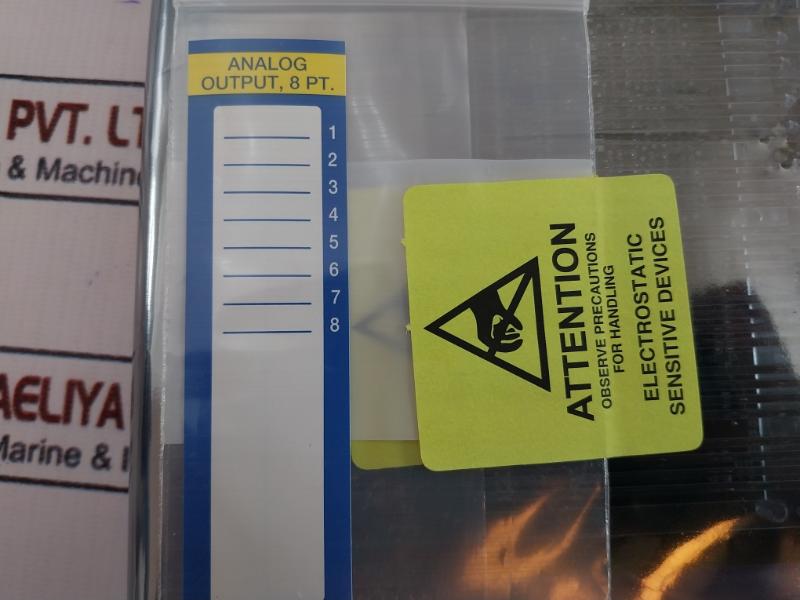 PVT.
& Machin
AELIYA
Marine &
ANALOG
OUTPUT, 8 PT.
1
2
3
4
5
6
7
8
ATTENTION
OBSERVE PRECAUTIONS
FOR HANDLING
ELECTROSTATIC
SENSITIVE DEVICES